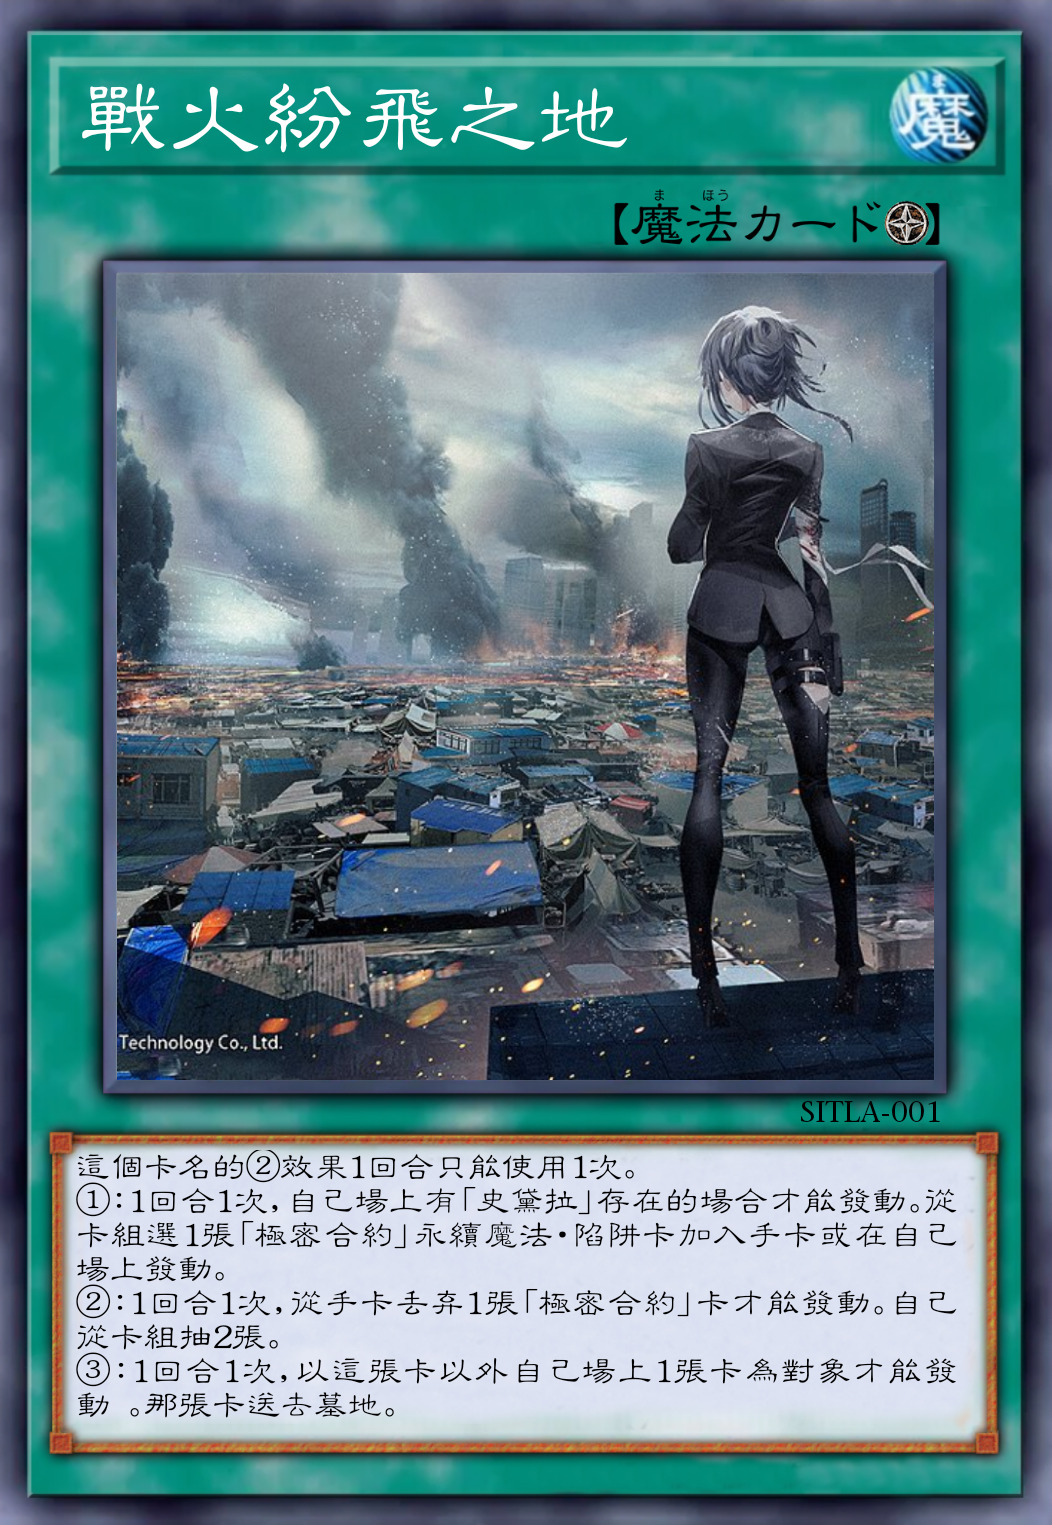 戰火紛飛之地
魔
ま ほう
【魔法カード】
Technology Co., Ltd.
SITLA-001
這個卡名的②效果1回合只能使用1次。
①:1回合1次,自己場上有「史黛拉」存在的場合才能發動。從
卡組選1張「極密合約」永續魔法・陷阱卡加入手卡或在自己
場上發動。
②:1回合1次,從手卡丟棄1張「極密合約」卡才能發動。自己
從卡組抽2張。
③:1回合1次,以這張卡以外自己場上1張卡為對象才能發
動 。那張卡送去墓地。